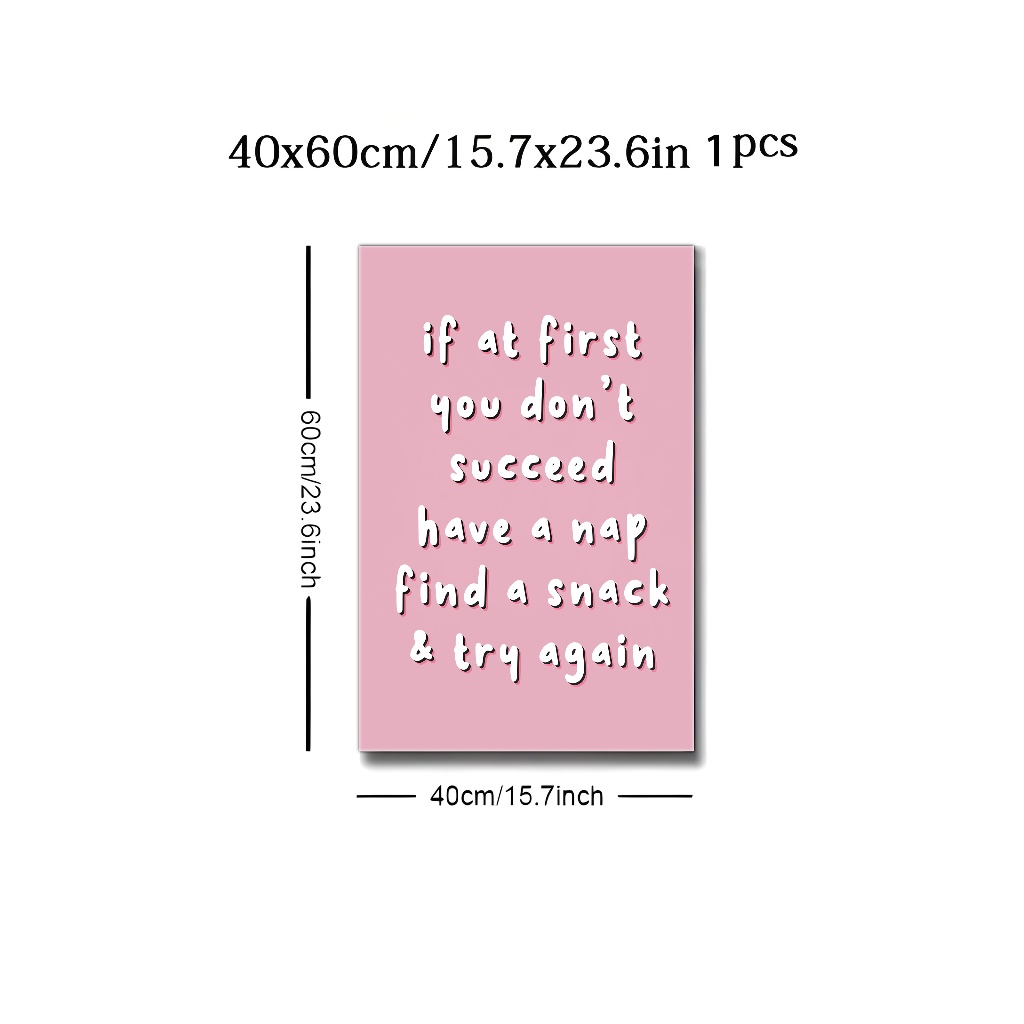 40x60cm/15.7x23.6in 1pcs
60cm/23.6inch
if at first
you don't
succeed
have a nap
find a snack
& try again
40cm/15.7inch